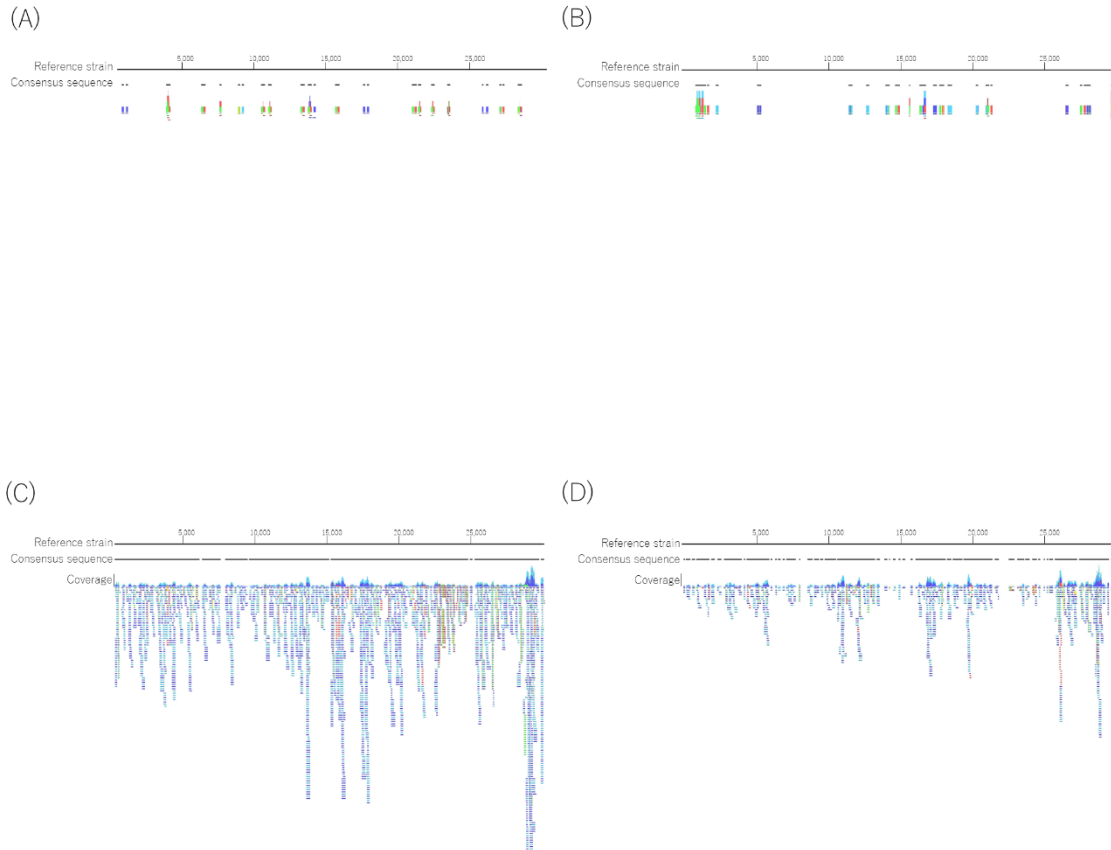 (A)
5,000 10,000 15,000 20,000 25,000
Reference strain
Consensus sequence
(B)
5,000 10,000 15,000 20,000 25,000
Reference strain
Consensus sequence
(C)
5,000 10,000 15,000 20,000 25,000
Reference strain
Consensus sequence
Coverage
(D)
5,000 10,000 15,000 20,000 25,000
Reference strain
Consensus sequence
Coverage